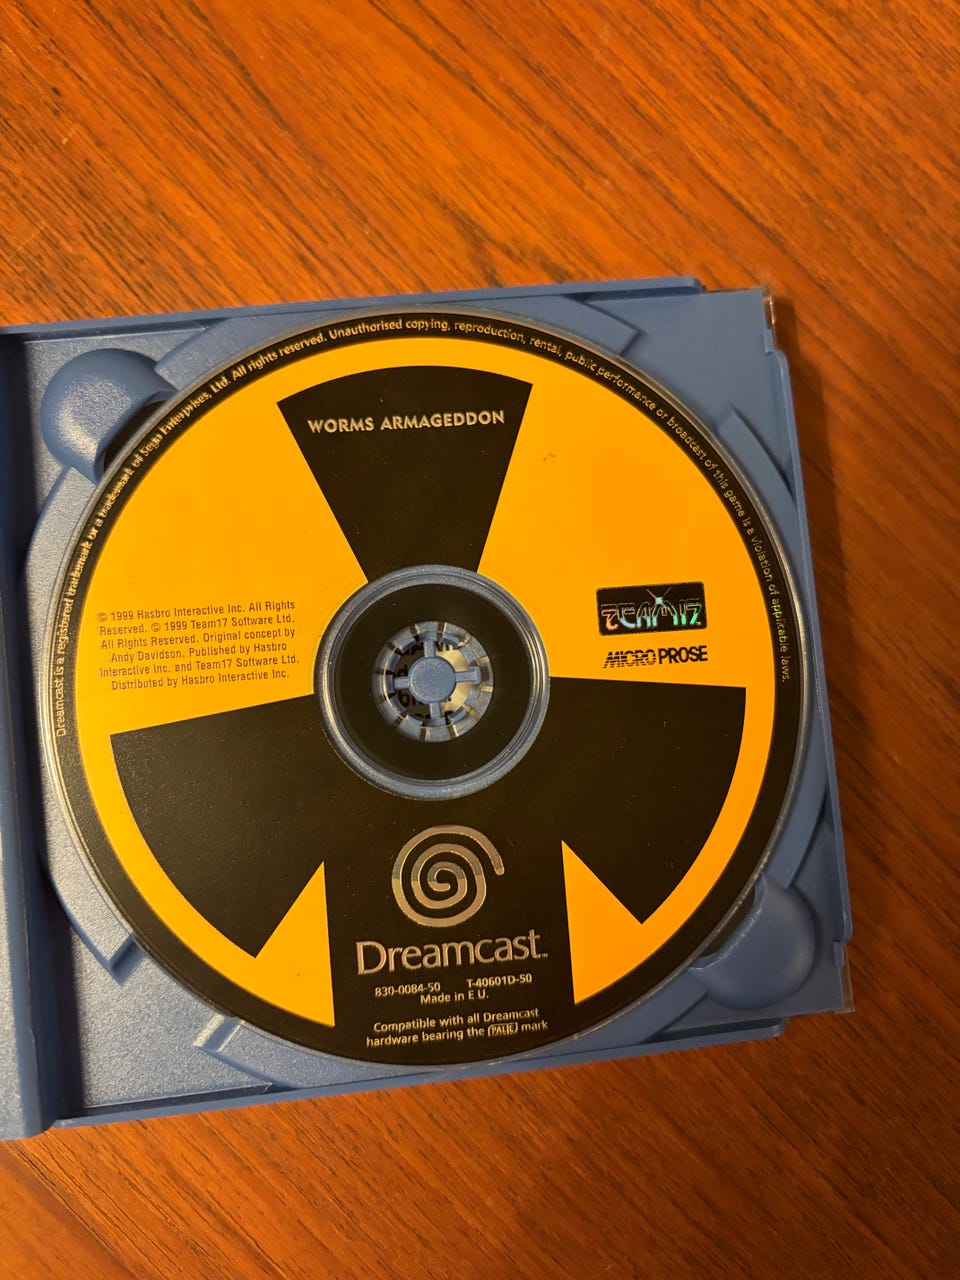 Dreamcast is a registered trademark or a trademark of Sega Enterprises, Ltd. All rights reserved. Unauthorised copying, reproduction, rental, public performance or broadcast of this game is a violation of applicable laws.
WORMS ARMAGEDDON
© 1999 Hasbro Interactive Inc. All Rights
Reserved. © 1999 Team17 Software Ltd.
All Rights Reserved. Original concept by
Andy Davidson. Published by Hasbro
Interactive Inc. and Team17 Software Ltd.
Distributed by Hasbro Interactive Inc.
TEAM17
MICROPROSE
Dreamcast™
830-0084-50 T-40601D-50
Made in E U.
Compatible with all Dreamcast
hardware bearing the PAL/E mark